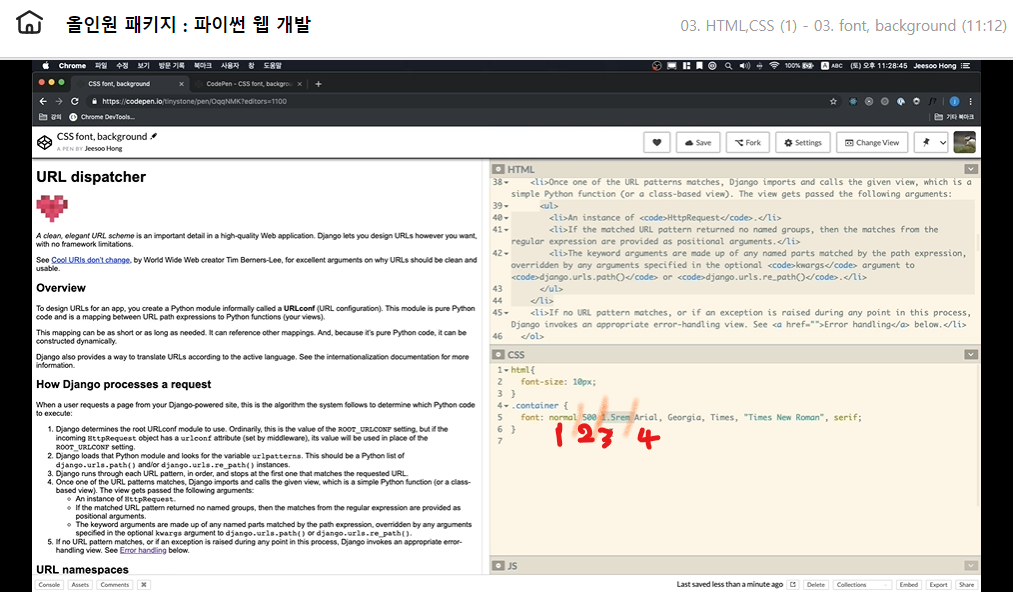 올인원 패키지 : 파이썬 웹 개발
03. HTML,CSS (1) - 03. font, background (11:12)
Chrome 파일 수정 보기 방문 기록 북마크 사용자 창 도움말
100% ABC (토) 오후 11:28:45 Jeesoo Hong
CSS font, background
CodePen - CSS font, backgrou
https://codepen.io/tinystone/pen/OqqNMK?editors=1100
강의 Chrome DevTools... 기타 북마크
CSS font, background
A PEN BY Jeesoo Hong
Save Fork Settings Change View
URL dispatcher
A clean, elegant URL scheme is an important detail in a high-quality Web application. Django lets you design URLs however you want,
with no framework limitations.
See Cool URIs don't change, by World Wide Web creator Tim Berners-Lee, for excellent arguments on why URLs should be clean and
usable.
Overview
To design URLs for an app, you create a Python module informally called a URLconf (URL configuration). This module is pure Python
code and is a mapping between URL path expressions to Python functions (your views).
This mapping can be as short or as long as needed. It can reference other mappings. And, because it's pure Python code, it can be
constructed dynamically.
Django also provides a way to translate URLs according to the active language. See the internationalization documentation for more
information.
How Django processes a request
When a user requests a page from your Django-powered site, this is the algorithm the system follows to determine which Python code
to execute:
1. Django determines the root URLconf module to use. Ordinarily, this is the value of the ROOT_URLCONF setting, but if the
incoming HttpRequest object has a urlconf attribute (set by middleware), its value will be used in place of the
ROOT_URLCONF setting.
2. Django loads that Python module and looks for the variable urlpatterns. This should be a Python list of
django.urls.path() and/or django.urls.re_path() instances.
3. Django runs through each URL pattern, in order, and stops at the first one that matches the requested URL.
4. Once one of the URL patterns matches, Django imports and calls the given view, which is a simple Python function (or a class-
based view). The view gets passed the following arguments:
An instance of HttpRequest.
If the matched URL pattern returned no named groups, then the matches from the regular expression are provided as
positional arguments.
The keyword arguments are made up of any named parts matched by the path expression, overridden by any arguments
specified in the optional kwargs argument to django.urls.path() or django.urls.re_path().
5. If no URL pattern matches, or if an exception is raised during any point in this process, Django invokes an appropriate error-
handling view. See Error handling below.
URL namespaces
HTML
38 <li>Once one of the URL patterns matches, Django imports and calls the given view, which is a
simple Python function (or a class-based view). The view gets passed the following arguments:
39 <ul>
40 <li>An instance of <code>HttpRequest</code>.</li>
41 <li>If the matched URL pattern returned no named groups, then the matches from the
regular expression are provided as positional arguments.</li>
42 <li>The keyword arguments are made up of any named parts matched by the path expression,
overridden by any arguments specified in the optional <code>kwargs</code> argument to
<code>django.urls.path()</code> or <code>django.urls.re_path()</code>.</li>
43 </ul>
44 </li>
45 <li>If no URL pattern matches, or if an exception is raised during any point in this process,
Django invokes an appropriate error-handling view. See <a href="">Error handling</a> below.</li>
46 </ol>
CSS
1 html{
2 font-size: 10px;
3 }
4 .container {
5 font: normal 500 1.5rem Arial, Georgia, Times, "Times New Roman", serif;
6 }
7
1 2 3 4
JS
Console Assets Comments ⌘
Last saved less than a minute ago Delete Collections Embed Export Share